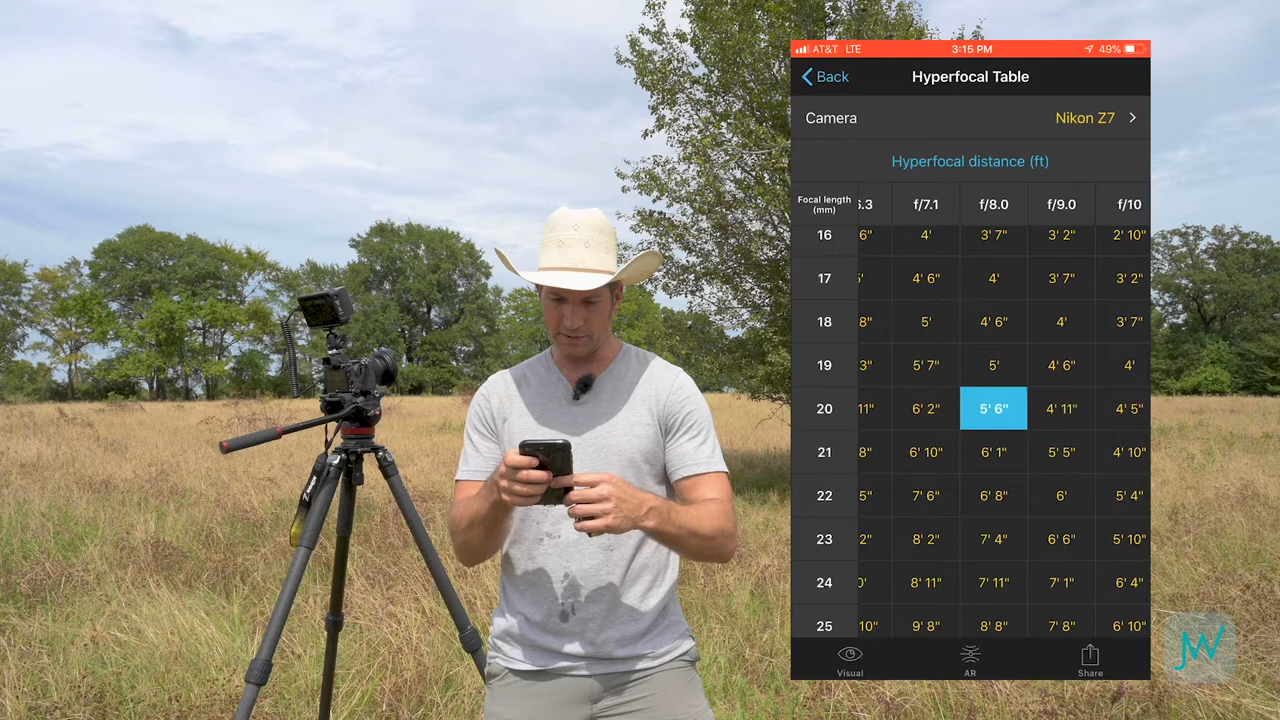 AT&T LTE 3:15 PM 49%
Back Hyperfocal Table
Camera Nikon Z7
Hyperfocal distance (ft)
Focal length (mm) f/7.1 f/8.0 f/9.0 f/10
16 6" 4' 3' 7" 3' 2" 2' 10"
17 4' 6" 4' 3' 7" 3' 2"
18 8" 5' 4' 6" 4' 3' 7"
19 3" 5' 7" 5' 4' 6" 4'
20 11" 6' 2" 5' 6" 4' 11" 4' 5"
21 8" 6' 10" 6' 1" 5' 5" 4' 10"
22 5" 7' 6" 6' 8" 6' 5' 4"
23 2" 8' 2" 7' 4" 6' 6" 5' 10"
24 8' 11" 7' 11" 7' 1" 6' 4"
25 10" 9' 8" 8' 8" 7' 8" 6' 10"
Visual AR Share
JW